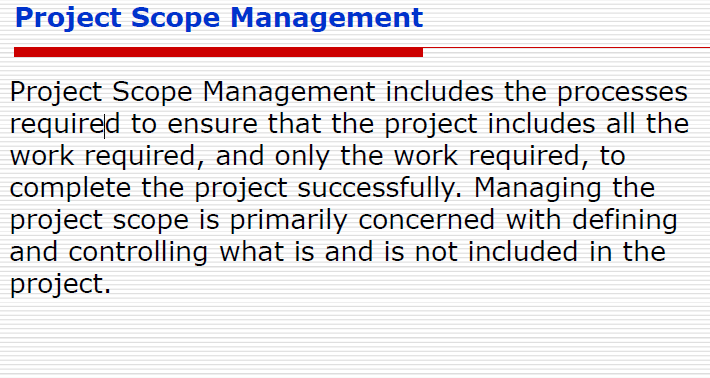 Project Scope Management
Project Scope Management includes the processes
required to ensure that the project includes all the
work required, and only the work required, to
complete the project successfully. Managing the
project scope is primarily concerned with defining
and controlling what is and is not included in the
project.